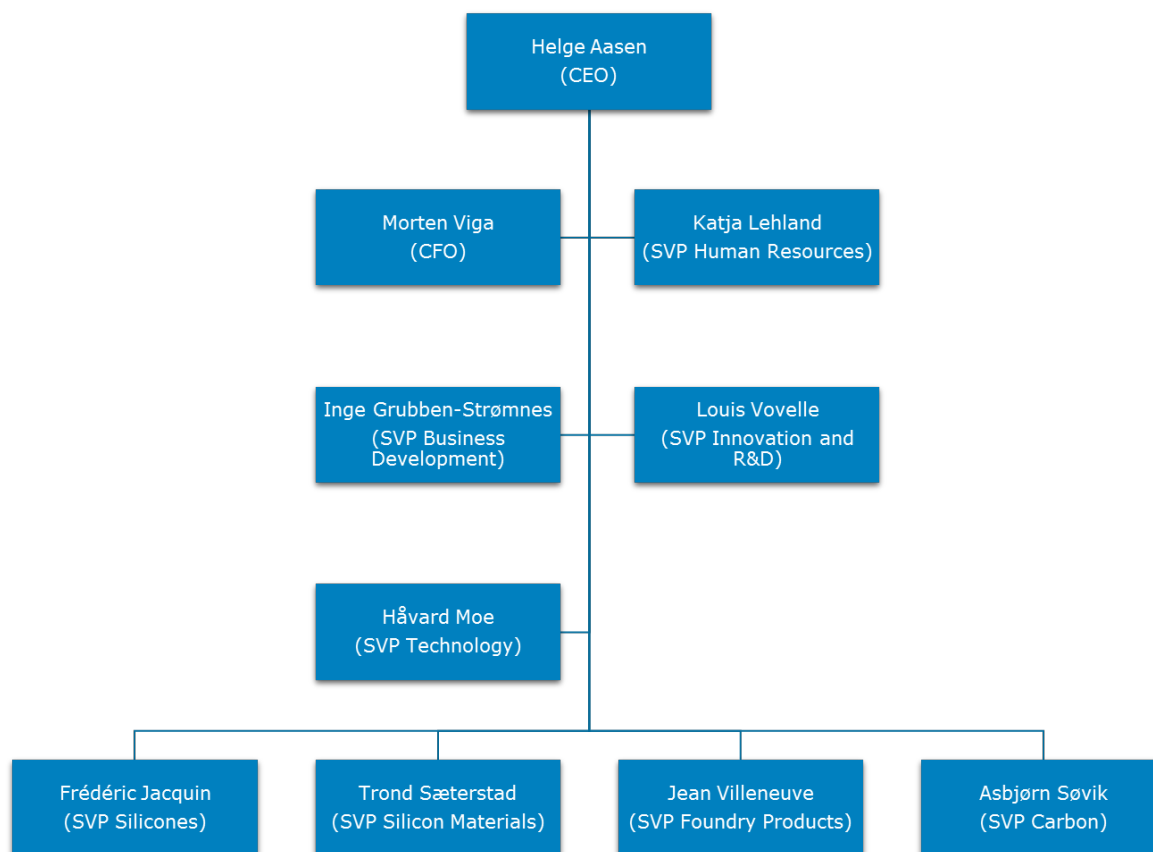 Helge Aasen
(CEO)
Morten Viga
(CFO)
Katja Lehland
(SVP Human Resources)
Inge Grubben-Strømnes
(SVP Business
Development)
Louis Vovelle
(SVP Innovation and
R&D)
Håvard Moe
(SVP Technology)
Frédéric Jacquin
(SVP Silicones)
Trond Sæterstad
(SVP Silicon Materials)
Jean Villeneuve
(SVP Foundry Products)
Asbjørn Søvik
(SVP Carbon)